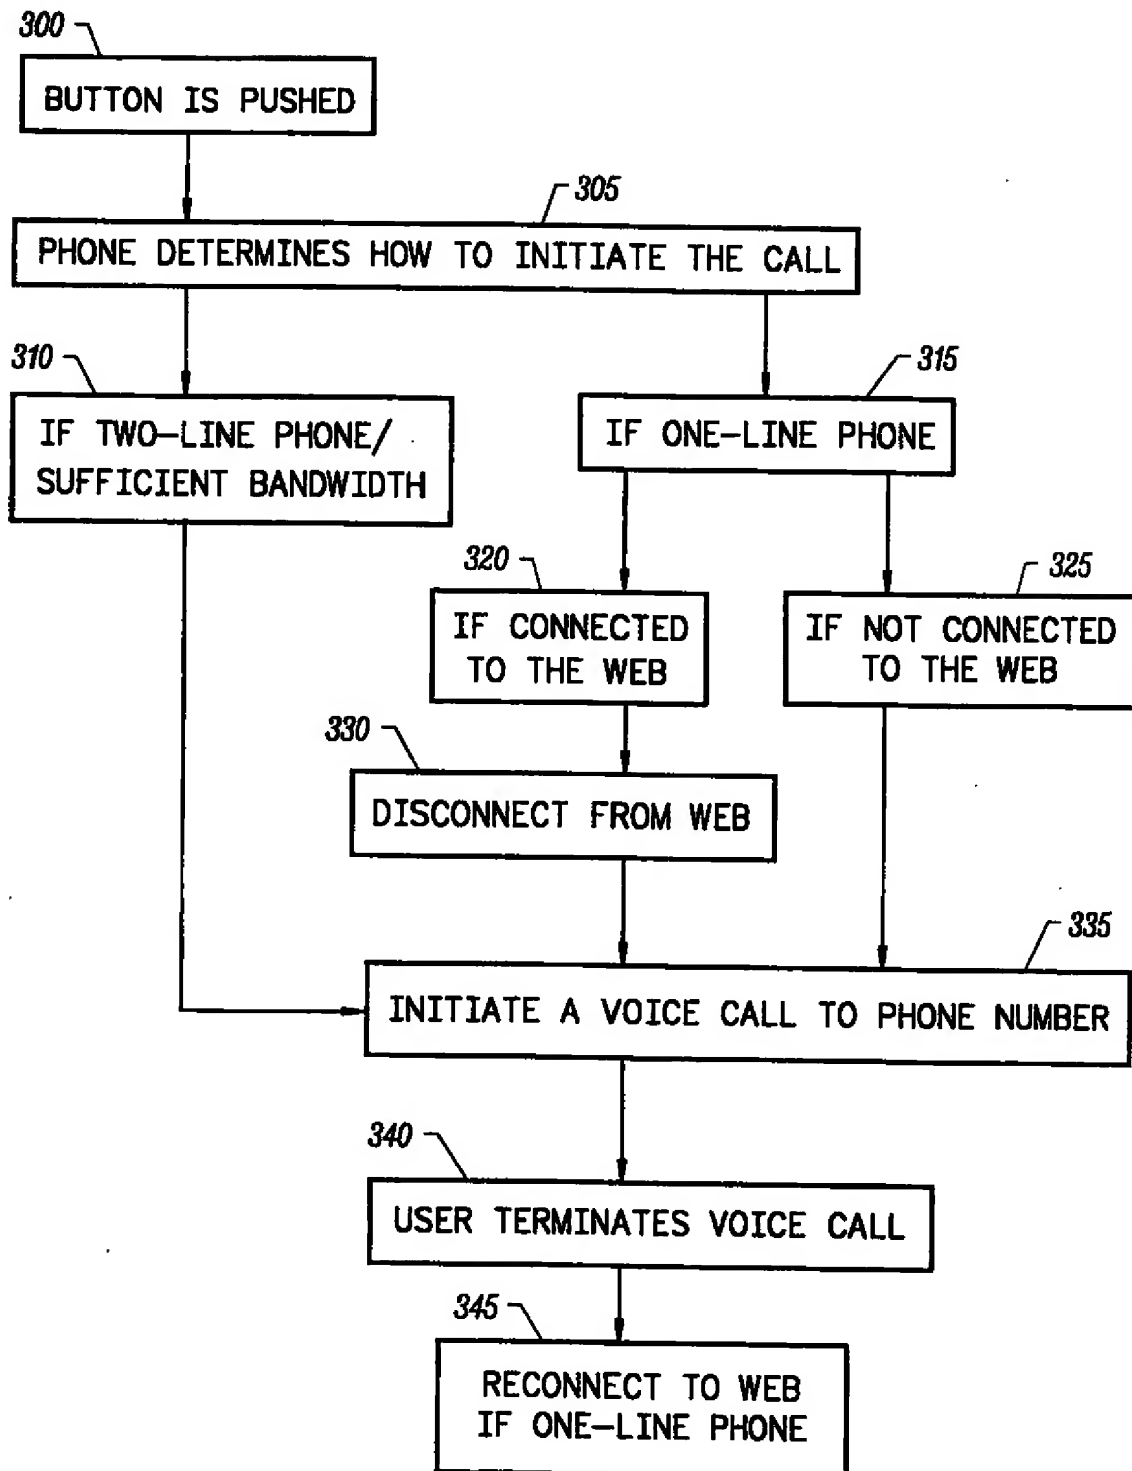 300
BUTTON IS PUSHED
305
PHONE DETERMINES HOW TO INITIATE THE CALL
310
IF TWO-LINE PHONE/
SUFFICIENT BANDWIDTH
315
IF ONE-LINE PHONE
320
IF CONNECTED
TO THE WEB
325
IF NOT CONNECTED
TO THE WEB
330
DISCONNECT FROM WEB
335
INITIATE A VOICE CALL TO PHONE NUMBER
340
USER TERMINATES VOICE CALL
345
RECONNECT TO WEB
IF ONE-LINE PHONE